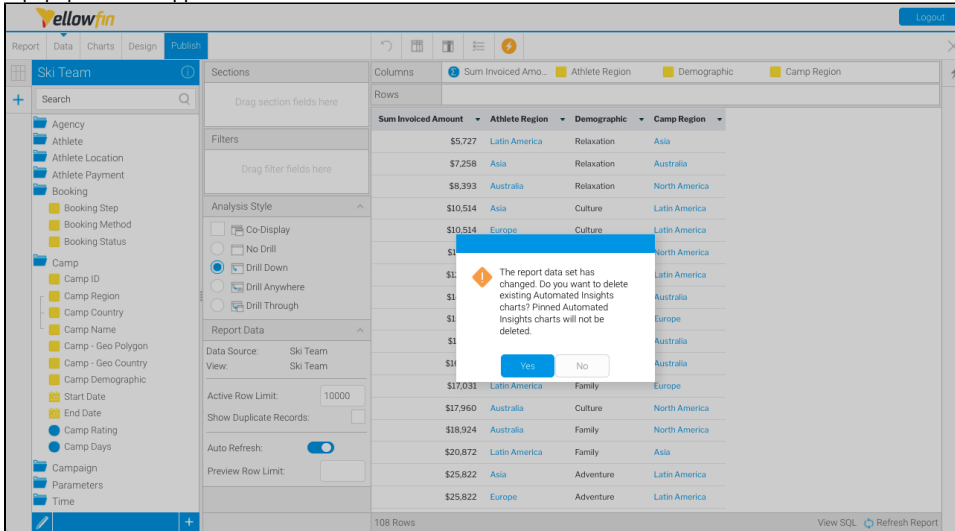 Yellowfin
Logout
Report Data Charts Design Publish
Ski Team
Search
Agency
Athlete
Athlete Location
Athlete Payment
Booking
Booking Step
Booking Method
Booking Status
Camp
Camp ID
Camp Region
Camp Country
Camp Name
Camp - Geo Polygon
Camp - Geo Country
Camp Demographic
Start Date
End Date
Camp Rating
Camp Days
Campaign
Parameters
Time
Sections
Drag section fields here
Filters
Drag filter fields here
Analysis Style
Co-Display
No Drill
Drill Down
Drill Anywhere
Drill Through
Report Data
Data Source: Ski Team
View: Ski Team
Active Row Limit: 10000
Show Duplicate Records:
Auto Refresh:
Preview Row Limit:
Columns Sum Invoiced Amo... Athlete Region Demographic Camp Region
Rows
Sum Invoiced Amount Athlete Region Demographic Camp Region
$5,727 Latin America Relaxation Asia
$7,258 Asia Relaxation Australia
$8,393 Australia Relaxation North America
$10,514 Asia Culture Latin America
$10,514 Europe Culture Latin America
North America
Latin America
Australia
Europe
Australia
Australia
$17,031 Latin America Family Europe
$17,960 Australia Culture North America
$18,924 Australia Family North America
$20,872 Latin America Family Asia
$25,822 Asia Adventure Latin America
$25,822 Europe Adventure Latin America
108 Rows View SQL Refresh Report
The report data set has
changed. Do you want to delete
existing Automated Insights
charts? Pinned Automated
Insights charts will not be
deleted.
Yes No